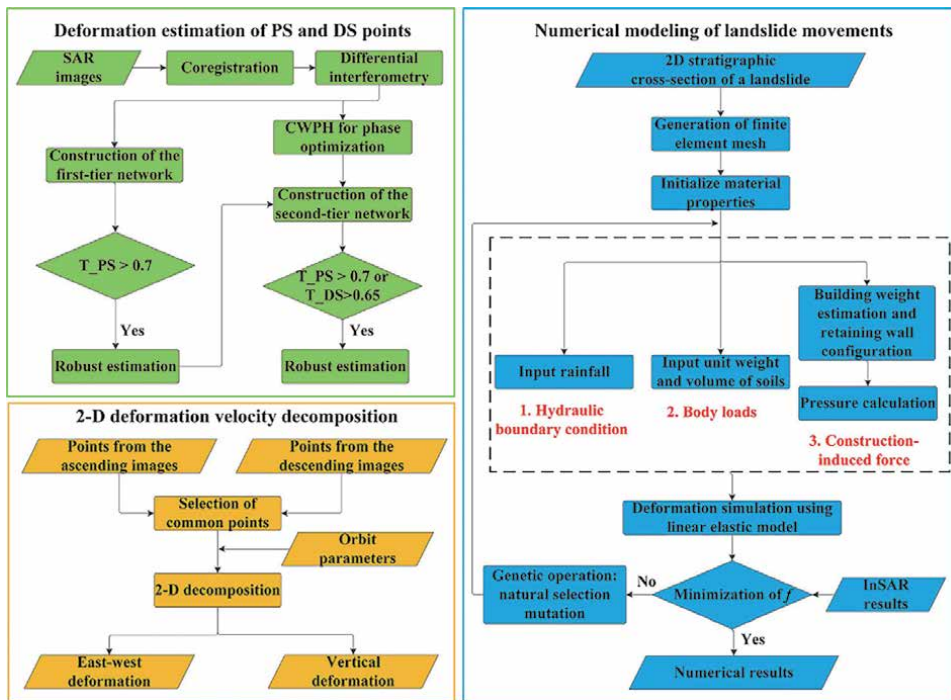 Deformation estimation of PS and DS points
SAR
images
Coregistration
Differential
interferometry
CWPH for phase
optimization
Construction of the
first-tier network
Construction of the
second-tier network
T_PS > 0.7
T_PS > 0.7 or
T_DS>0.65
Yes
Yes
Robust estimation
Robust estimation
2-D deformation velocity decomposition
Points from the
ascending images
Points from the
descending images
Selection of
common points
Orbit
parameters
2-D decomposition
East-west
deformation
Vertical
deformation
Numerical modeling of landslide movements
2D stratigraphic
cross-section of a landslide
Generation of finite
element mesh
Initialize material
properties
Input rainfall
1. Hydraulic
boundary condition
Input unit weight
and volume of soils
2. Body loads
Building weight
estimation and
retaining wall
configuration
Pressure calculation
3. Construction-
induced force
Deformation simulation using
linear elastic model
Genetic operation:
natural selection
mutation
No
Minimization of f
InSAR
results
Yes
Numerical results